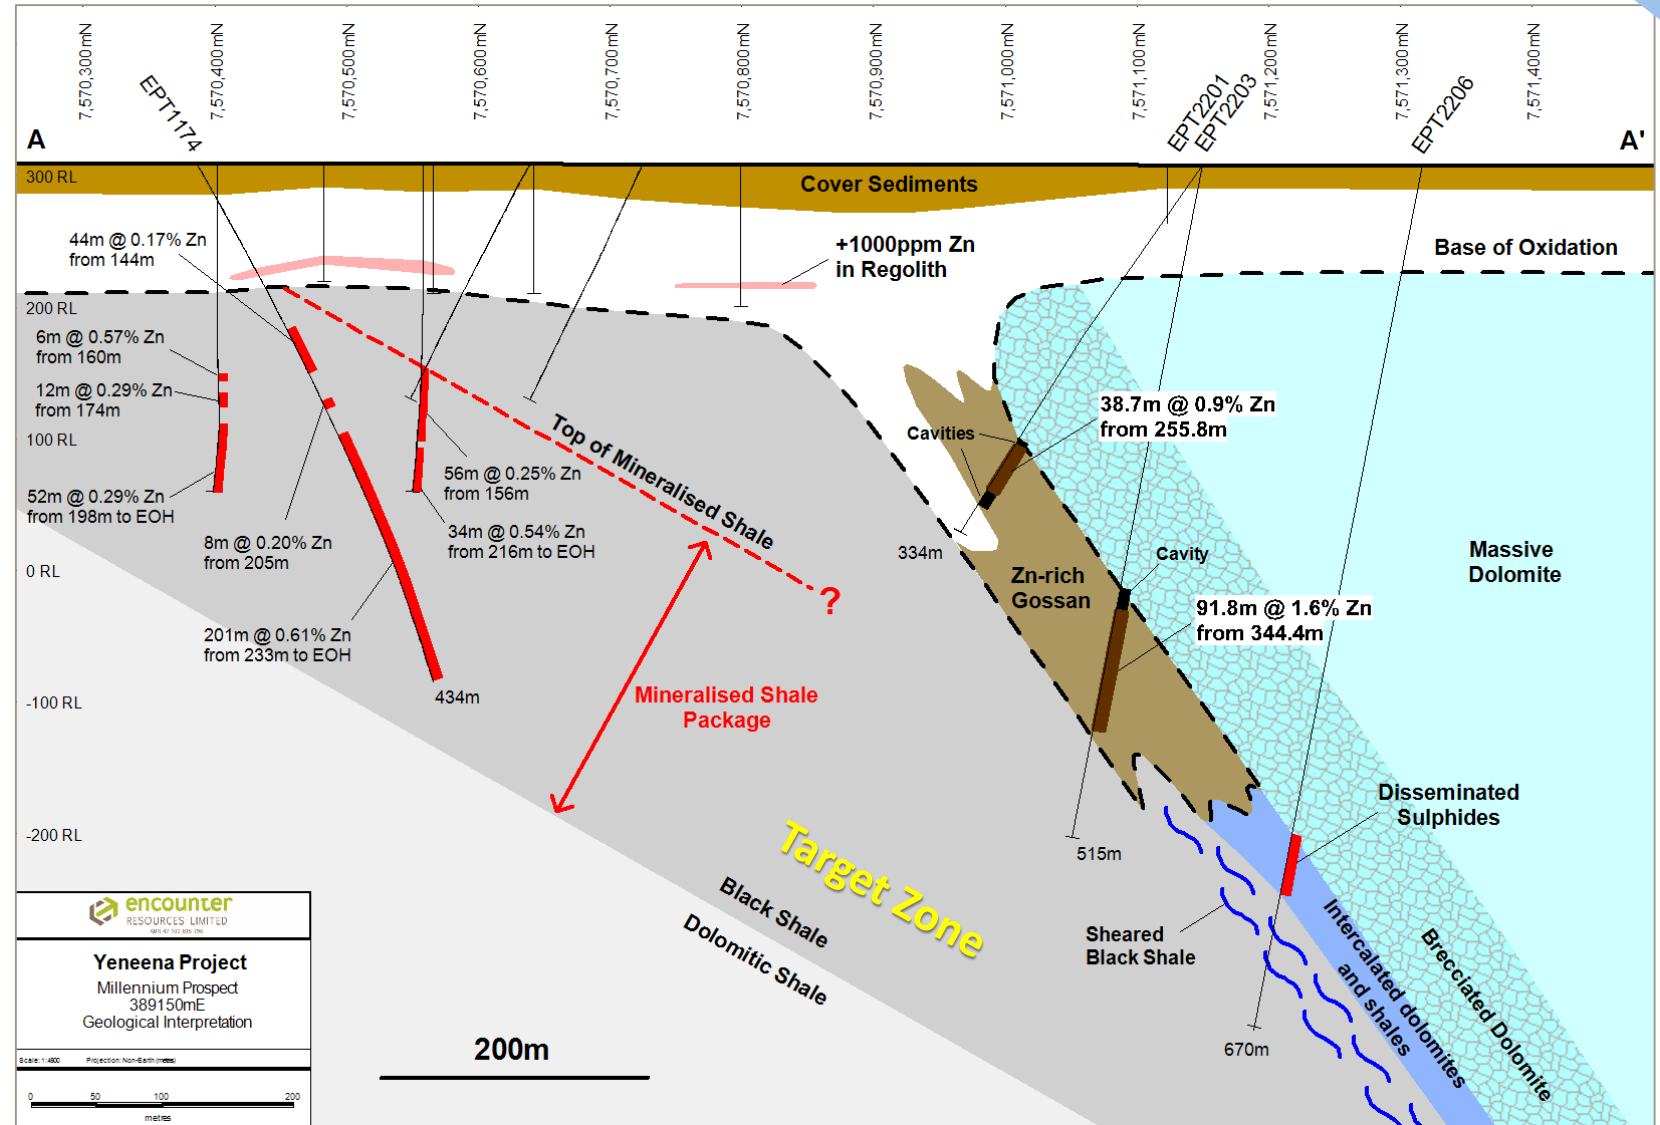 7,570,300mN
7,570,400mN
7,570,500mN
7,570,600mN
7,570,700mN
7,570,800mN
7,570,900mN
7,571,000mN
7,571,100mN
7,571,200mN
7,571,300mN
7,571,400mN
EPT1174
EPT2201
EPT2203
EPT2206
A
A'
300 RL
Cover Sediments
44m @ 0.17% Zn
from 144m
+1000ppm Zn
in Regolith
Base of Oxidation
200 RL
6m @ 0.57% Zn
from 160m
12m @ 0.29% Zn
from 174m
100 RL
38.7m @ 0.9% Zn
from 255.8m
Cavities
Top of Mineralised Shale
56m @ 0.25% Zn
from 156m
52m @ 0.29% Zn
from 198m to EOH
34m @ 0.54% Zn
from 216m to EOH
8m @ 0.20% Zn
from 205m
334m
Cavity
Massive
Dolomite
0 RL
Zn-rich
Gossan
?
91.8m @ 1.6% Zn
from 344.4m
201m @ 0.61% Zn
from 233m to EOH
434m
Mineralised Shale
Package
-100 RL
Disseminated
Sulphides
-200 RL
515m
Target Zone
Black Shale
Dolomitic Shale
Sheared
Black Shale
Intercalated dolomites
and shales
Brecciated Dolomite
670m
200m
encounter
RESOURCES LIMITED
Yeneena Project
Millennium Prospect
389150mE
Geological Interpretation
Scale: 1:4500
Projection: Non-Earth (metres)
0
50
100
200
metres